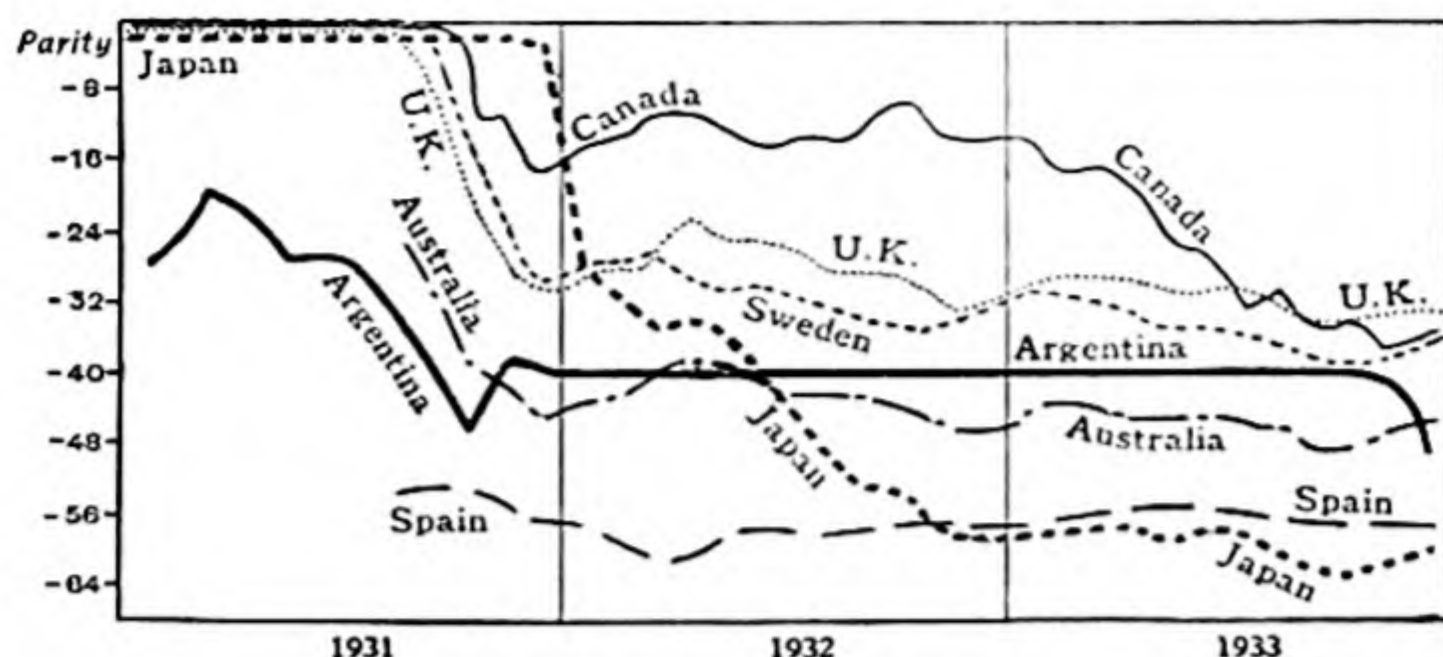 Parity
Japan
-8
U.K.
Canada
-16
Canada
-24
Australia
U.K.
-32
Argentina
Sweden
U.K.
Argentina
-40
Japan
Australia
-48
Spain
-56
Spain
Japan
-64
1931 1932 1933